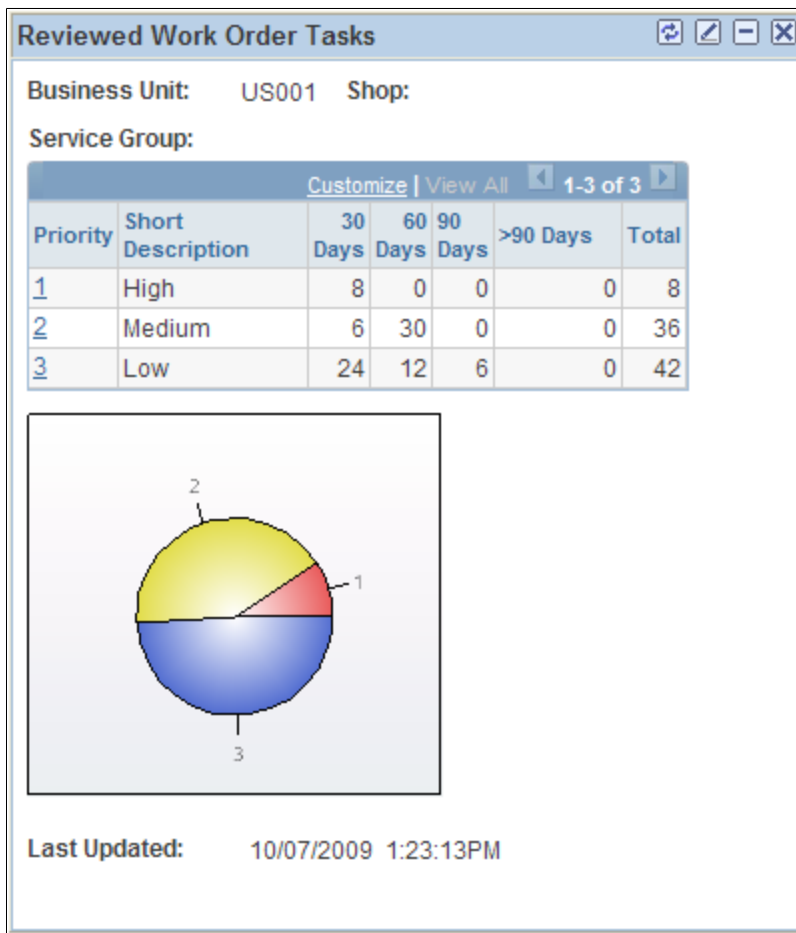 Reviewed Work Order Tasks
Business Unit: US001 Shop:
Service Group:
Customize | View All 1-3 of 3
Priority Short Description 30 Days 60 Days 90 Days >90 Days Total
1 High 8 0 0 0 8
2 Medium 6 30 0 0 36
3 Low 24 12 6 0 42
2
1
3
Last Updated: 10/07/2009 1:23:13PM